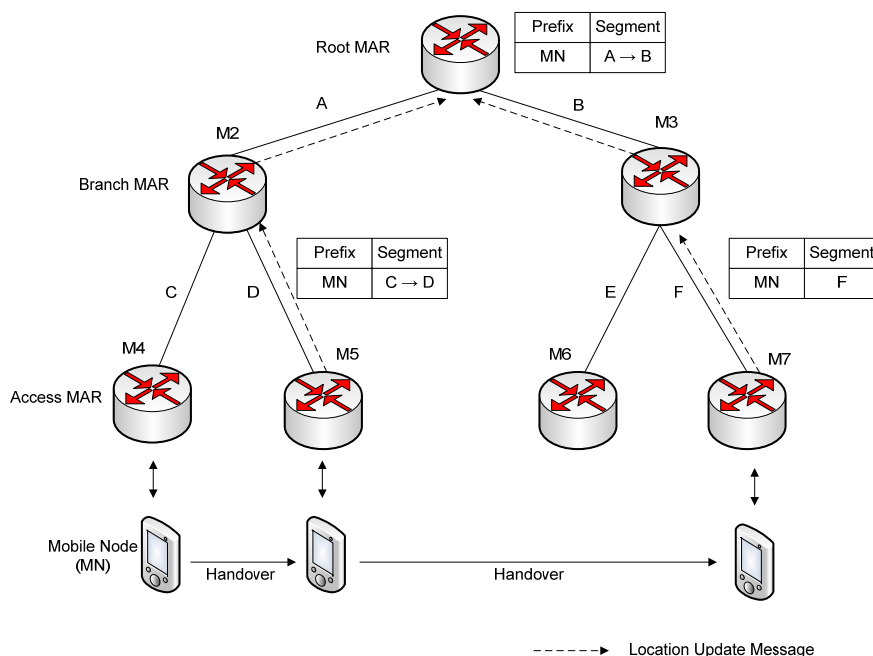 Root MAR
Prefix Segment
MN A → B
A
B
M2
M3
Branch MAR
Prefix Segment
MN C → D
Prefix Segment
MN F
C
D
E
F
M4
M5
M6
M7
Access MAR
Mobile Node
(MN)
Handover
Handover
Location Update Message